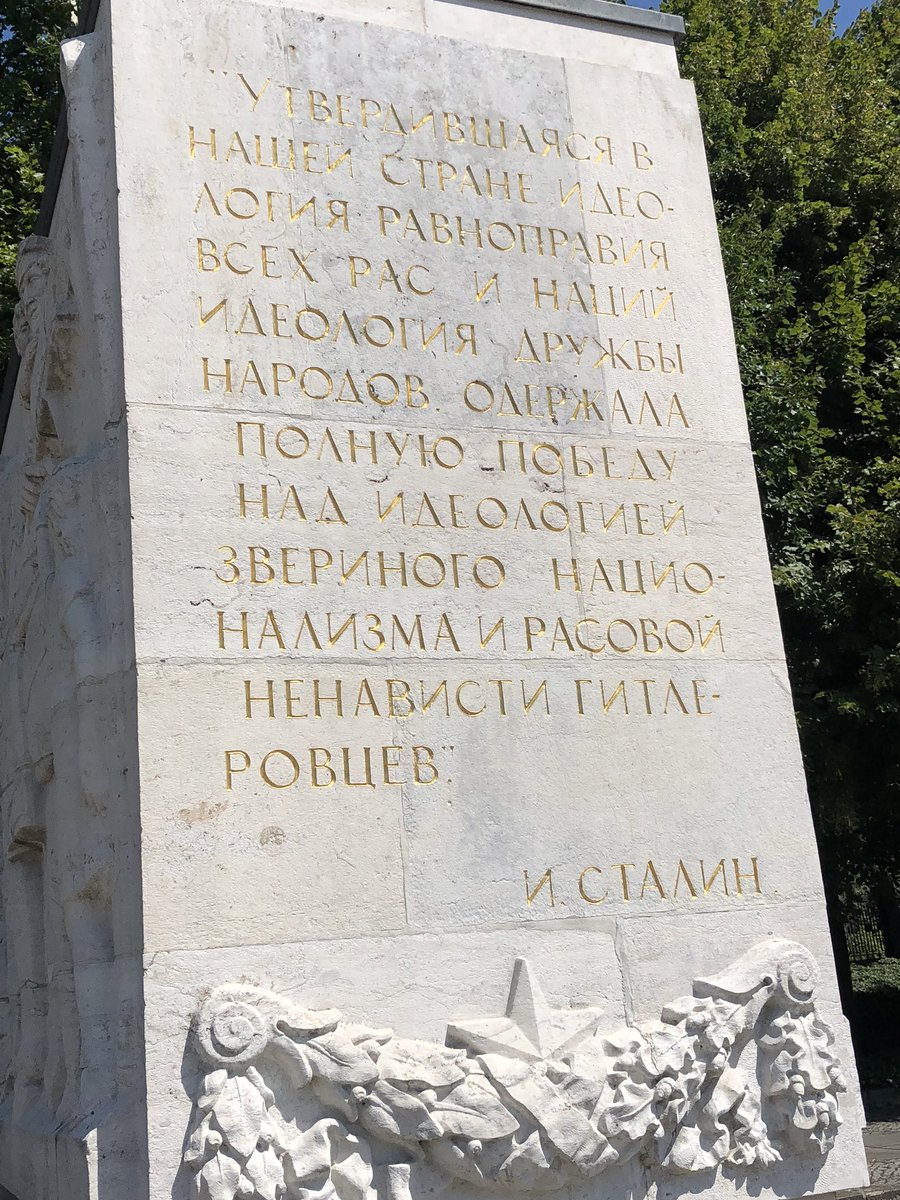 "УТВЕРДИВШАЯСЯ В
НАШЕЙ СТРАНЕ ИДЕО-
ЛОГИЯ РАВНОПРАВИЯ
ВСЕХ РАС И НАЦИЙ
ИДЕОЛОГИЯ ДРУЖБЫ
НАРОДОВ. ОДЕРЖАЛА
ПОЛНУЮ ПОБЕДУ
НАД ИДЕОЛОГИЕЙ
ЗВЕРИНОГО НАЦИО-
НАЛИЗМА И РАСОВОЙ
НЕНАВИСТИ ГИТЛЕ-
РОВЦЕВ".
И. СТАЛИН.